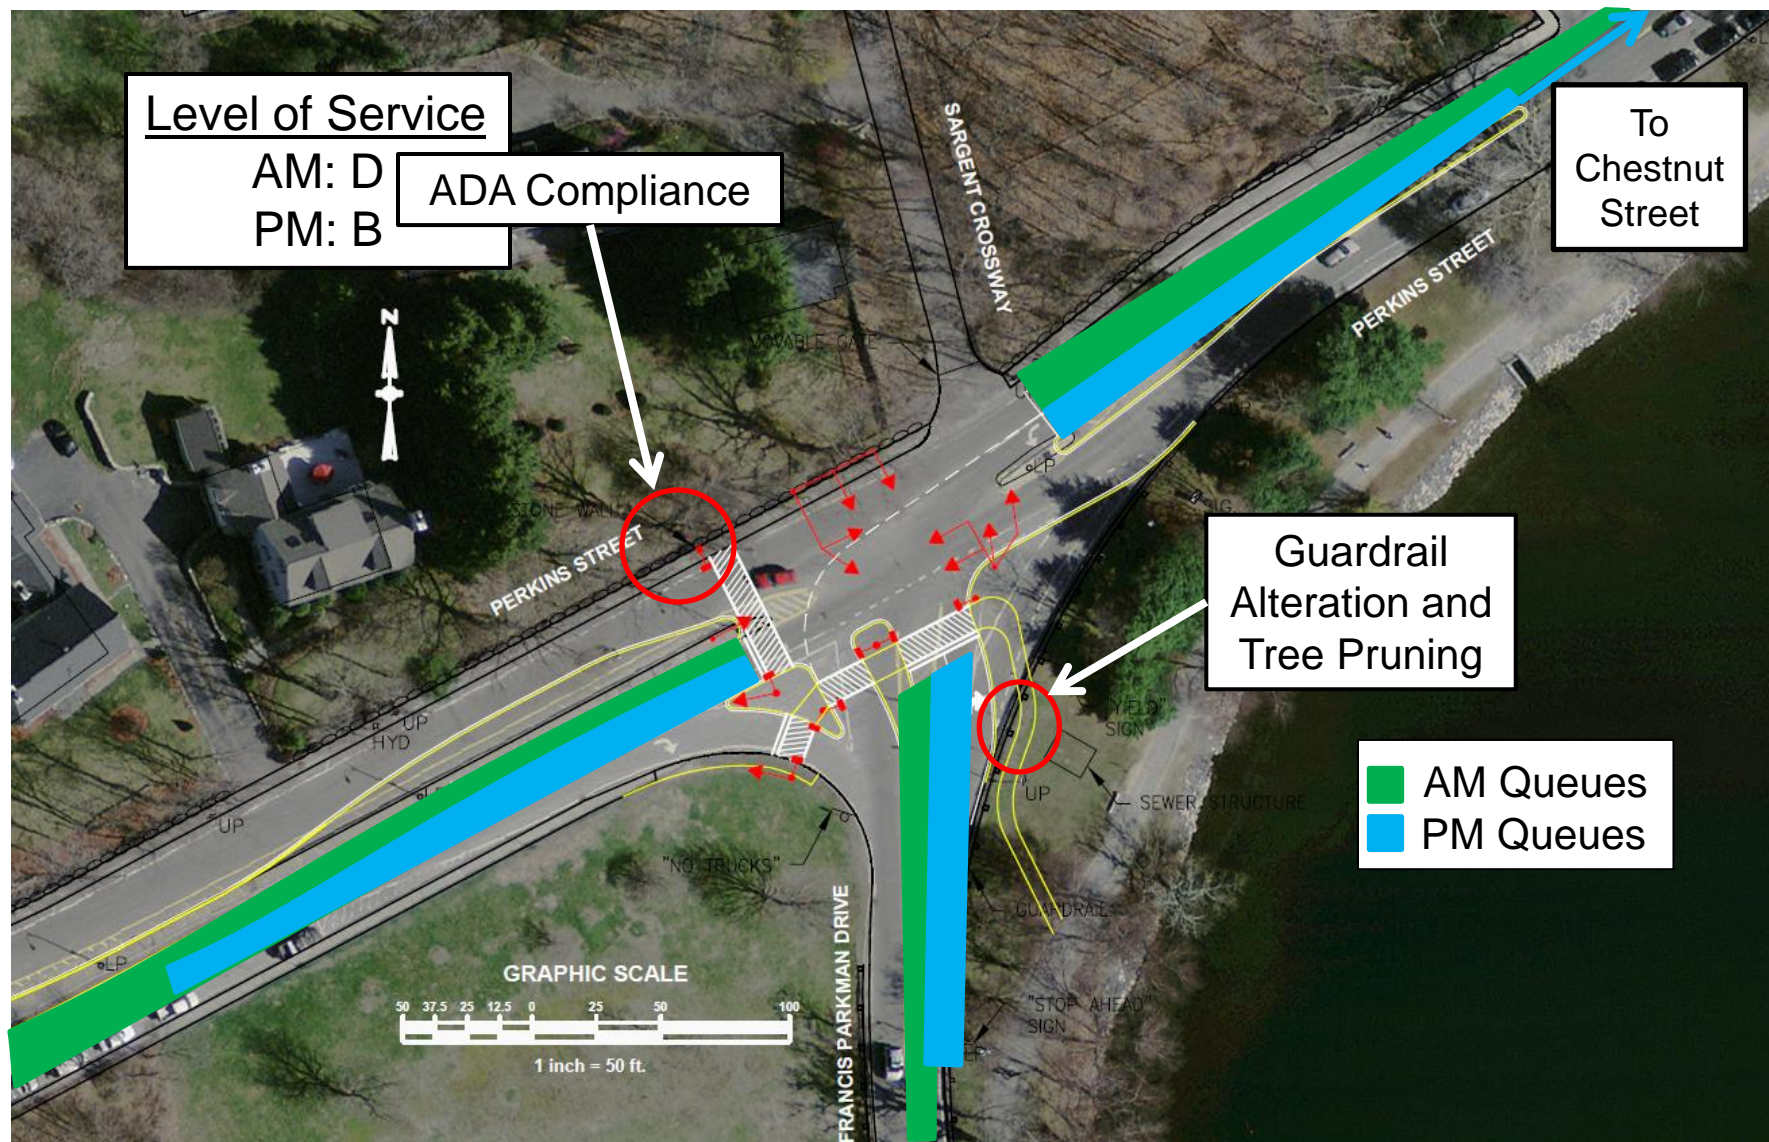 Level of Service
AM: D
PM: B
ADA Compliance
To
Chestnut
Street
SARGENT CROSSWAY
PERKINS STREET
MOVABLE GATE
N
STONE WALL
PERKINS STREET
LP
Guardrail
Alteration and
Tree Pruning
UP
HYD
UP
LP
"YIELD"
SIGN
UP
SEWER STRUCTURE
AM Queues
PM Queues
"NO TRUCKS"
GUARDRAIL
FRANCIS PARKMAN DRIVE
GRAPHIC SCALE
50 37.5 25 12.5 0 25 50 100
1 inch = 50 ft.
"STOP AHEAD"
SIGN